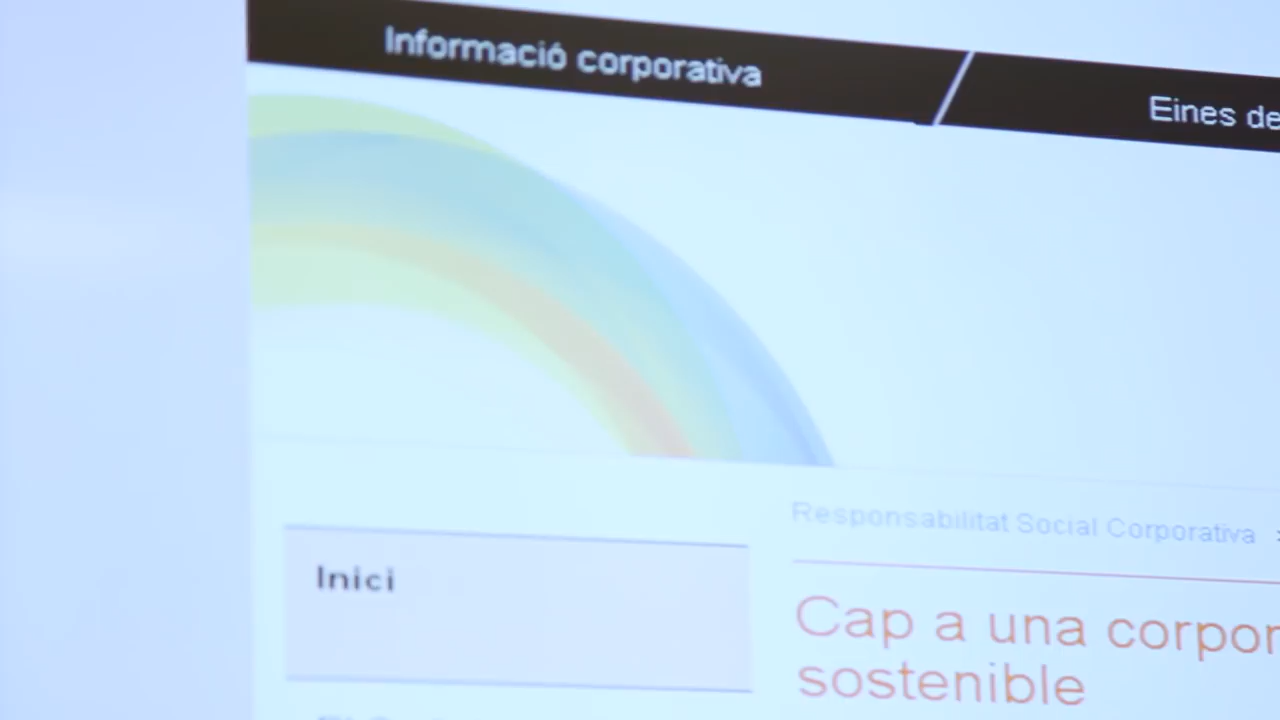 Informació corporativa
Eines de
Responsabilitat Social Corporativa
Inici
Cap a una corpor
sostenible